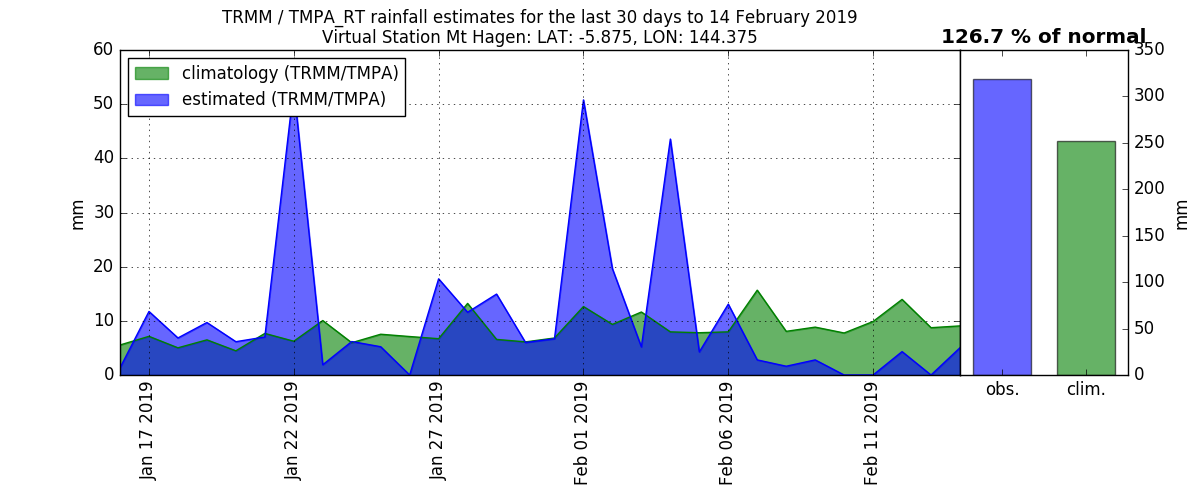 TRMM / TMPA_RT rainfall estimates for the last 30 days to 14 February 2019
Virtual Station Mt Hagen: LAT: -5.875, LON: 144.375
126.7 % of normal
climatology (TRMM/TMPA)
estimated (TRMM/TMPA)
60
50
40
30
20
10
0
mm
Jan 17 2019
Jan 22 2019
Jan 27 2019
Feb 01 2019
Feb 06 2019
Feb 11 2019
350
300
250
200
150
100
50
0
mm
obs.
clim.